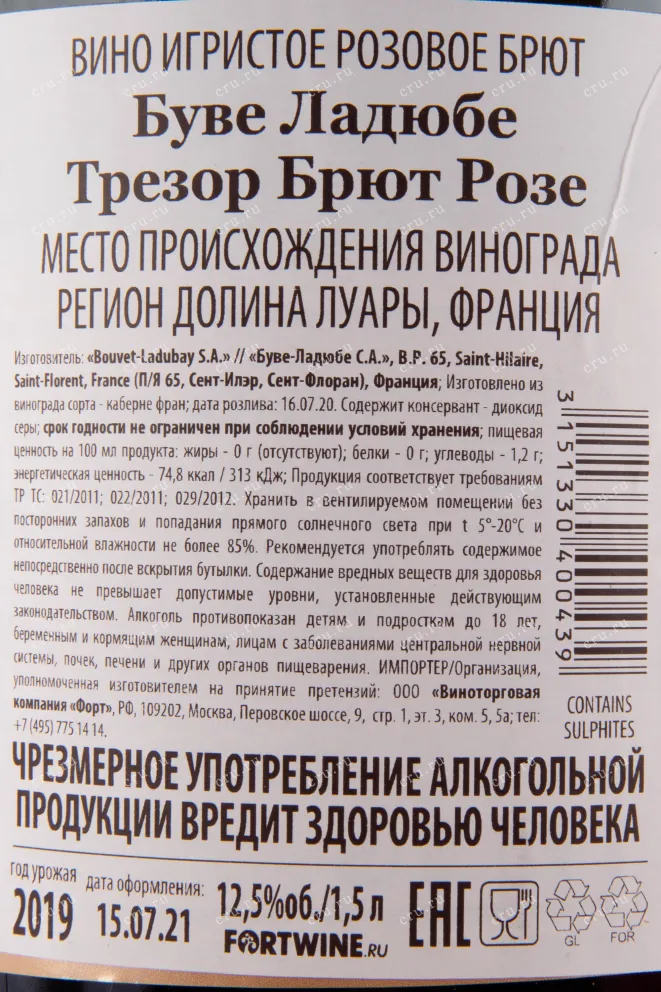 ВИНО ИГРИСТОЕ РОЗОВОЕ БРЮТ
Буве Ладюбе
Трезор Брют Розе
МЕСТО ПРОИСХОЖДЕНИЯ ВИНОГРАДА
РЕГИОН ДОЛИНА ЛУАРЫ, ФРАНЦИЯ
Изготовитель: «Bouvet-Ladubay S.A.» // «Буве-Ладюбе С.А.», B.P. 65, Saint-Hilaire,
Saint-Florent, France (П/Я 65, Сент-Илэр, Сент-Флоран), Франция; Изготовлено из
винограда сорта - каберне фран; дата розлива: 16.07.20. Содержит консервант - диоксид
серы; срок годности не ограничен при соблюдении условий хранения; пищевая
ценность на 100 мл продукта: жиры - 0 г (отсутствуют); белки - 0 г; углеводы - 1,2 г;
энергетическая ценность - 74,8 ккал / 313 кДж; Продукция соответствует требованиям
ТР ТС: 021/2011; 022/2011; 029/2012. Хранить в вентилируемом помещений без
посторонних запахов и попадания прямого солнечного света при t 5°-20°C и
относительной влажности не более 85%. Рекомендуется употреблять содержимое
непосредственно после вскрытия бутылки. Содержание вредных веществ для здоровья
человека не превышает допустимые уровни, установленные действующим
законодательством. Алкоголь противопоказан детям и подросткам до 18 лет,
беременным и кормящим женщинам, лицам с заболеваниями центральной нервной
системы, почек, печени и других органов пищеварения. ИМПОРТЕР/Организация,
уполномоченная изготовителем на принятие претензий: ООО «Виноторговая
компания «Форт», РФ, 109202, Москва, Перовское шоссе, 9, стр. 1, эт. 3, ком. 5, 5а; тел:
+7 (495) 775 14 14.
3 151330 400439
CONTAINS
SULPHITES
ЧРЕЗМЕРНОЕ УПОТРЕБЛЕНИЕ АЛКОГОЛЬНОЙ
ПРОДУКЦИИ ВРЕДИТ ЗДОРОВЬЮ ЧЕЛОВЕКА
год урожая
2019
дата оформления:
15.07.21
12,5%об./1,5 л
FORTWINE.RU
EAC
GL
FOR
cru.ru